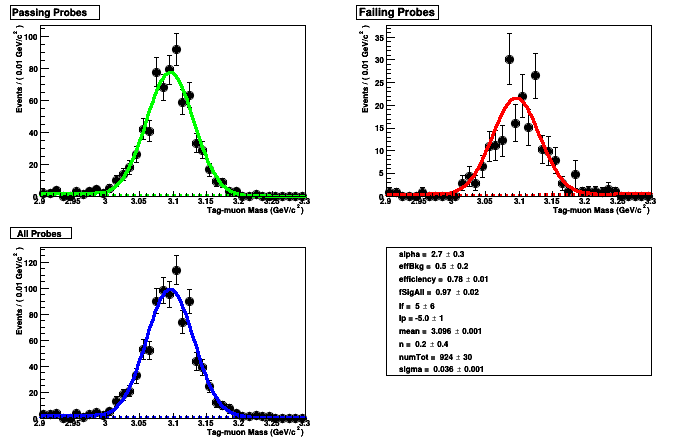 Passing Probes
Events / ( 0.01 GeV/c² )
100
80
60
40
20
0
2.9 2.95 3 3.05 3.1 3.15 3.2 3.25 3.3
Tag-muon Mass (GeV/c²)
Failing Probes
Events / ( 0.01 GeV/c² )
35
30
25
20
15
10
5
0
2.9 2.95 3 3.05 3.1 3.15 3.2 3.25 3.3
Tag-muon Mass (GeV/c²)
All Probes
Events / ( 0.01 GeV/c² )
120
100
80
60
40
20
0
2.9 2.95 3 3.05 3.1 3.15 3.2 3.25 3.3
Tag-muon Mass (GeV/c²)
alpha = 2.7 ± 0.3
effBkg = 0.5 ± 0.2
efficiency = 0.78 ± 0.01
fSigAll = 0.97 ± 0.02
lf = 5 ± 6
lp = -5.0 ± 1
mean = 3.096 ± 0.001
n = 0.2 ± 0.4
numTot = 924 ± 30
sigma = 0.036 ± 0.001